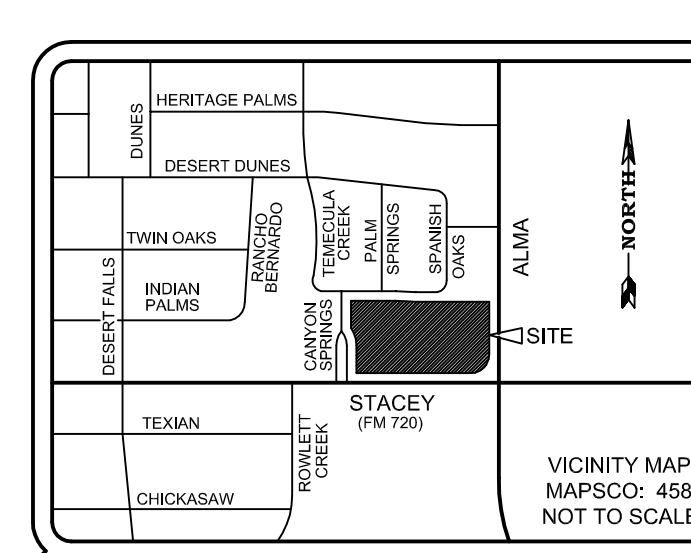 HERITAGE PALMS
DUNES
DESERT DUNES
TWIN OAKS
RANCHO
BERNARDO
TEMECULA
CREEK
PALM
SPRINGS
SPANISH
OAKS
ALMA
NORTH
DESERT FALLS
INDIAN
PALMS
CANYON
SPRINGS
SITE
STACEY
(FM 720)
TEXIAN
ROWLETT
CREEK
CHICKASAW
VICINITY MAP
MAPSCO: 458
NOT TO SCALE